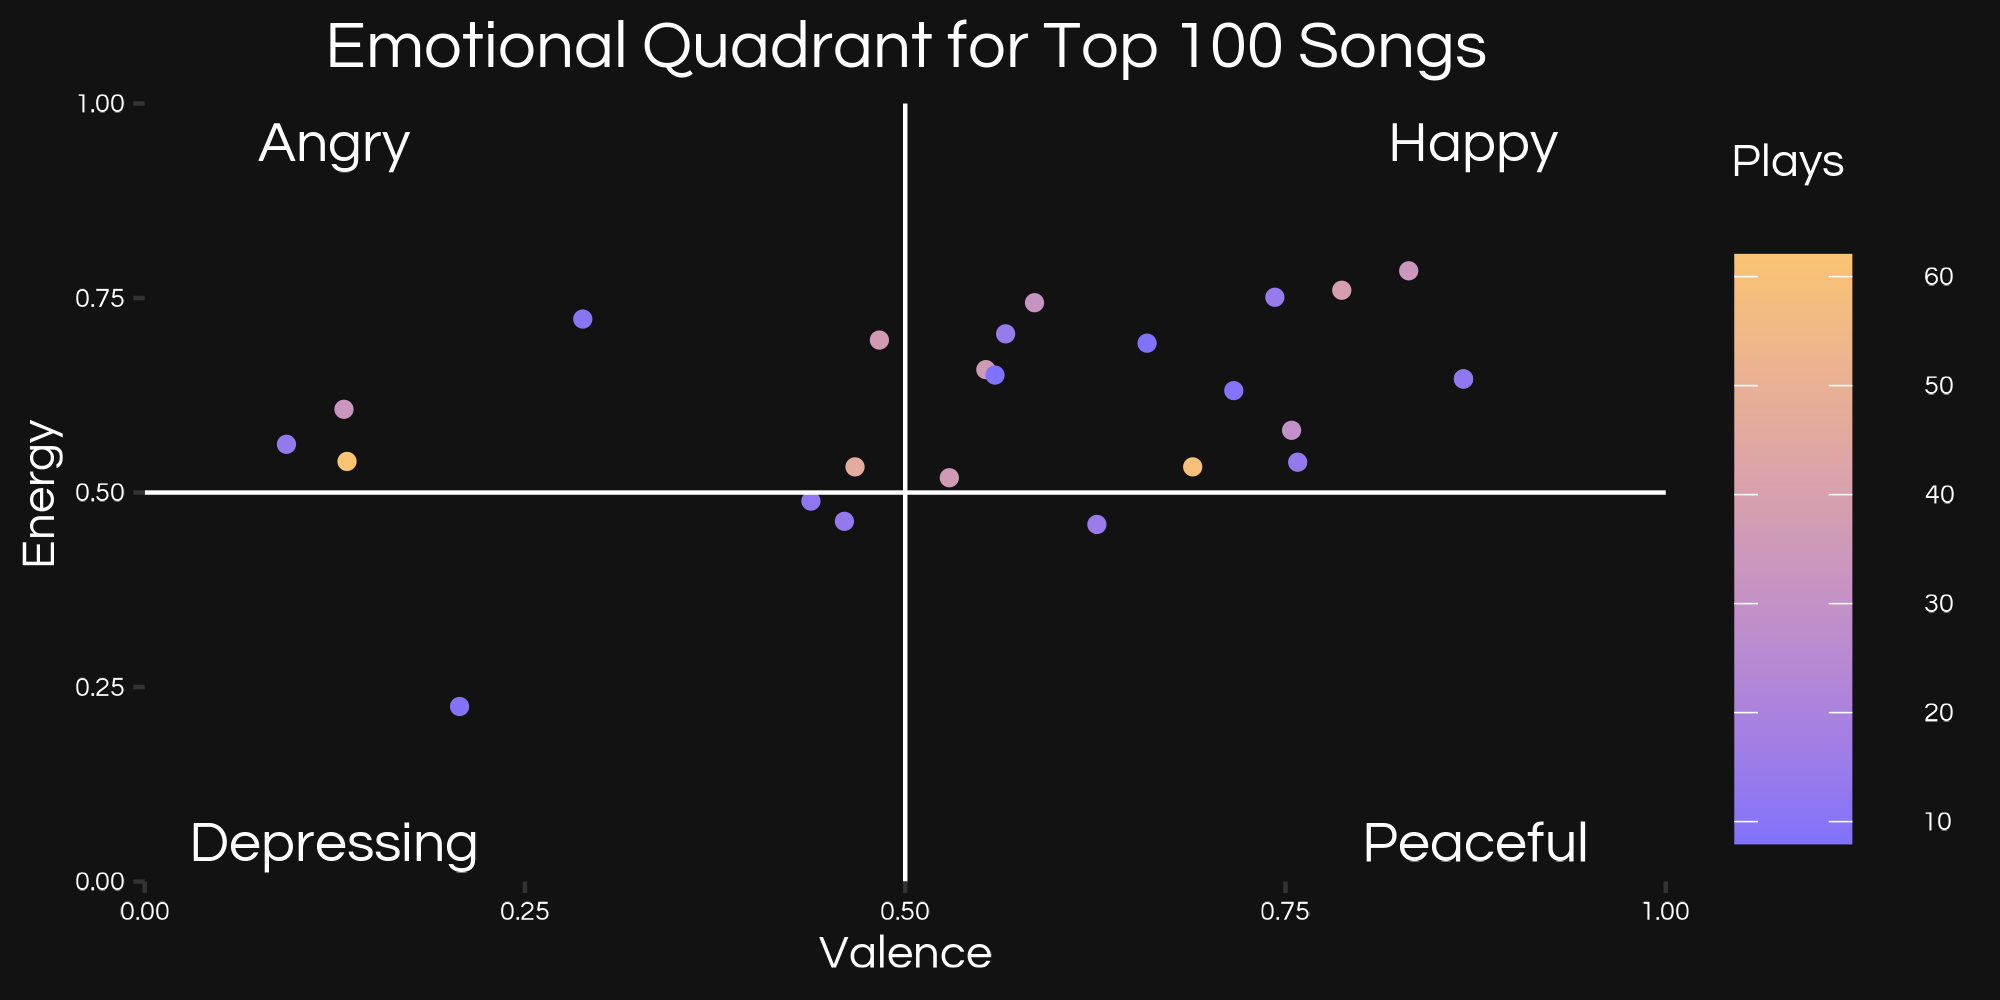 Emotional Quadrant for Top 100 Songs
1.00
Angry
Happy
Plays
0.75
0.50
0.25
0.00
Energy
Depressing
Peaceful
0.00
0.25
0.50
0.75
1.00
Valence
60
50
40
30
20
10